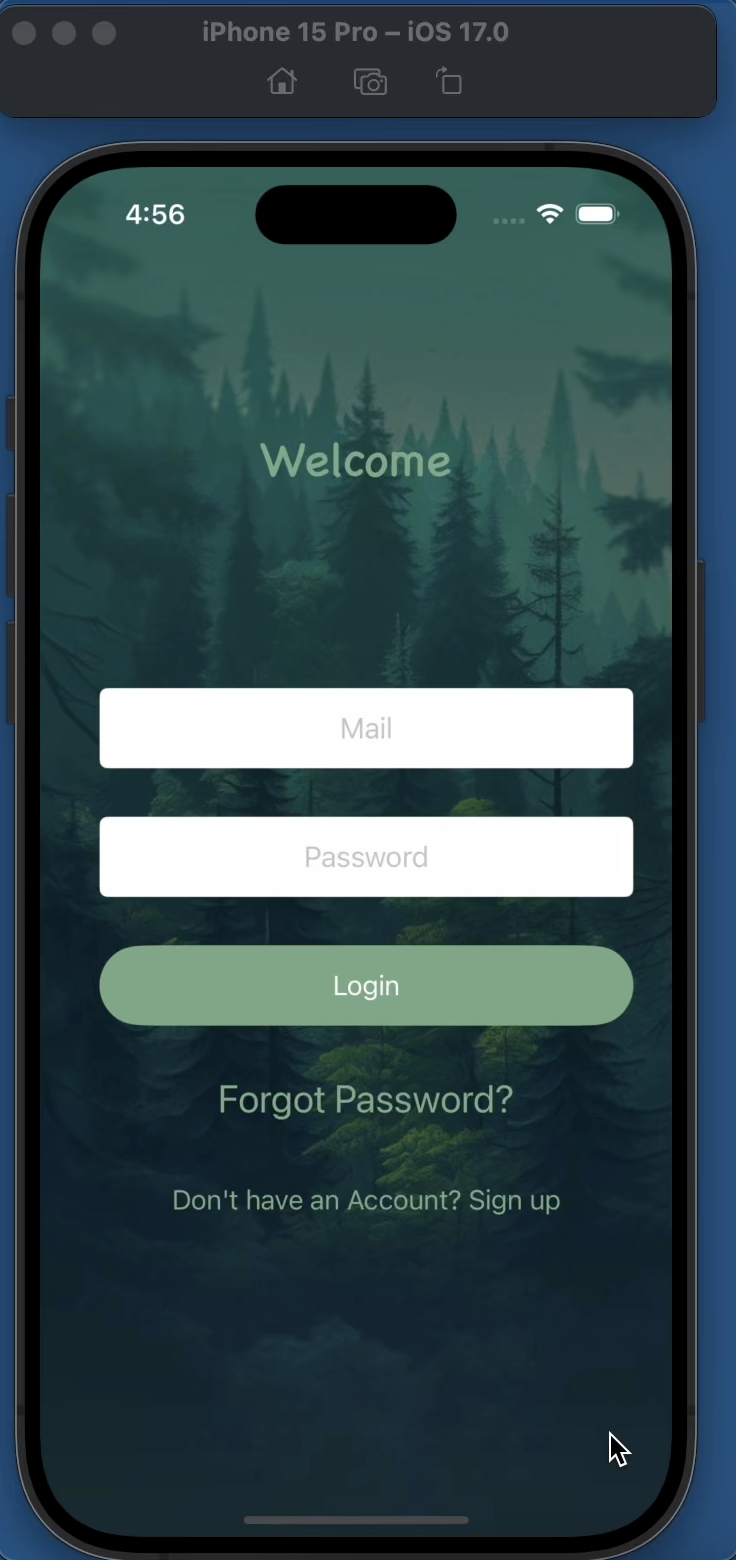 iPhone 15 Pro – iOS 17.0
4:56
Welcome
Mail
Password
Login
Forgot Password?
Don't have an Account? Sign up